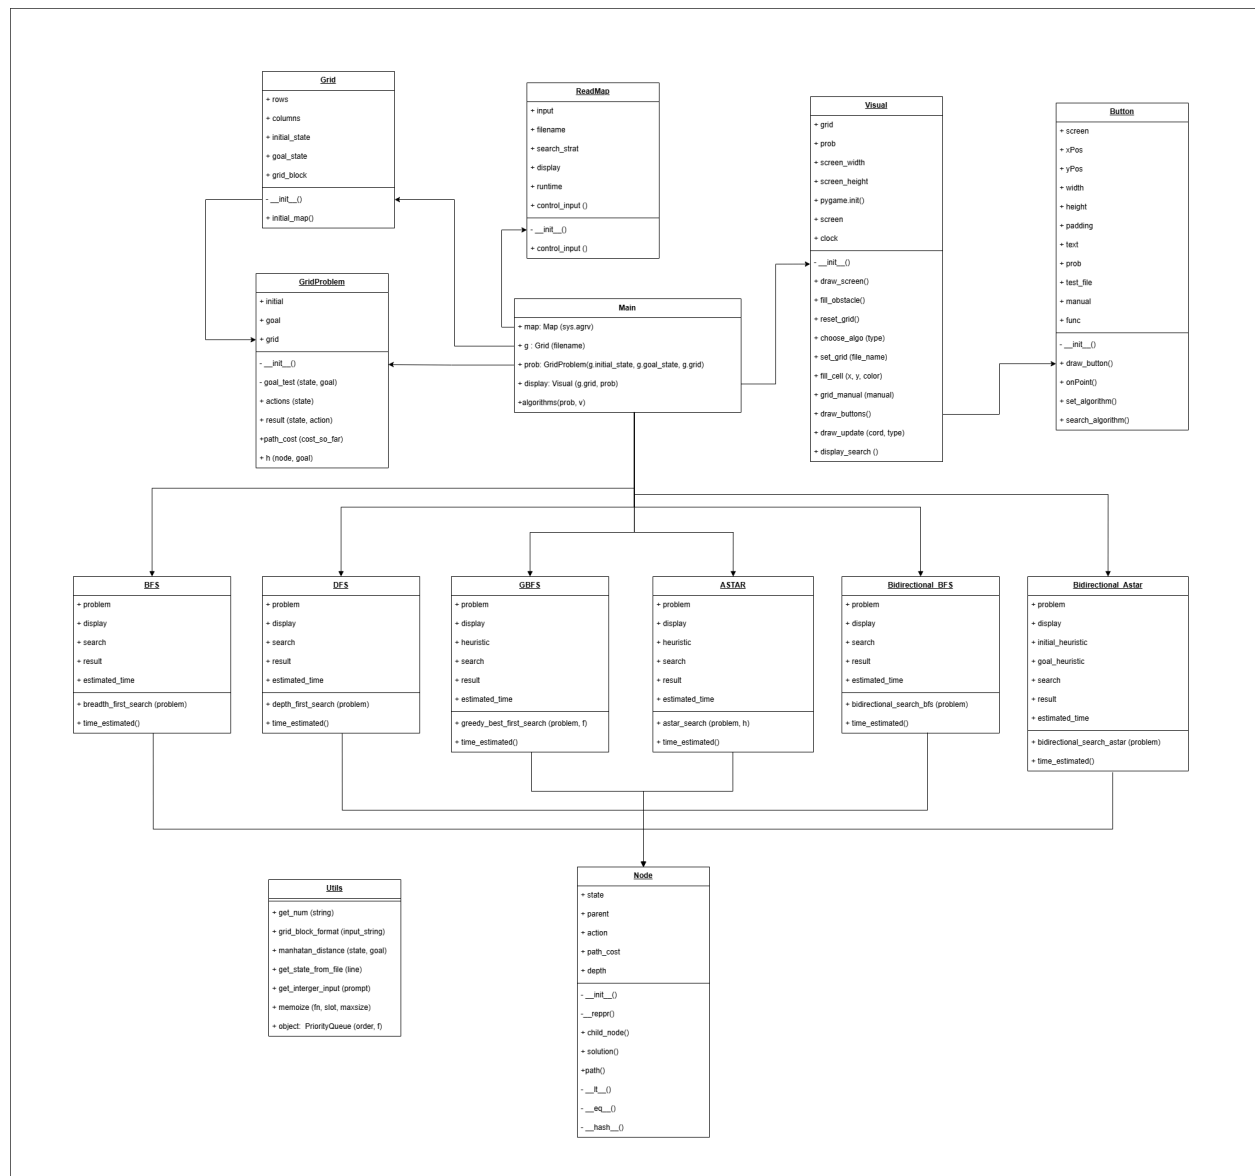 Grid
+ rows
+ columns
+ initial_state
+ goal_state
+ grid_block
- __init__()
+ initial_map()
ReadMap
+ input
+ filename
+ search_strat
+ display
+ runtime
+ control_input ()
- __init__()
+ control_input ()
Visual
+ grid
+ prob
+ screen_width
+ screen_height
+ pygame.init()
+ screen
+ clock
- __init__()
+ draw_screen()
+ fill_obstacle()
+ reset_grid()
+ choose_algo (type)
+ set_grid (file_name)
+ fill_cell (x, y, color)
+ grid_manual (manual)
+ draw_buttons()
+ draw_update (cord, type)
+ display_search ()
Button
+ screen
+ xPos
+ yPos
+ width
+ height
+ padding
+ text
+ prob
+ test_file
+ manual
+ func
- __init__()
+ draw_button()
+ onPoint()
+ set_algorithm()
+ search_algorithm()
GridProblem
+ initial
+ goal
+ grid
- __init__()
- goal_test (state, goal)
+ actions (state)
+ result (state, action)
+path_cost (cost_so_far)
+ h (node, goal)
Main
+ map: Map (sys.agrv)
+ g : Grid (filename)
+ prob: GridProblem(g.initial_state, g.goal_state, g.grid)
+ display: Visual (g.grid, prob)
+algorithms(prob, v)
BFS
+ problem
+ display
+ search
+ result
+ estimated_time
+ breadth_first_search (problem)
+ time_estimated()
DFS
+ problem
+ display
+ search
+ result
+ estimated_time
+ depth_first_search (problem)
+ time_estimated()
GBFS
+ problem
+ display
+ heuristic
+ search
+ result
+ estimated_time
+ greedy_best_first_search (problem, f)
+ time_estimated()
ASTAR
+ problem
+ display
+ heuristic
+ search
+ result
+ estimated_time
+ astar_search (problem, h)
+ time_estimated()
Bidirectional_BFS
+ problem
+ display
+ search
+ result
+ estimated_time
+ bidirectional_search_bfs (problem)
+ time_estimated()
Bidirectional_Astar
+ problem
+ display
+ initial_heuristic
+ goal_heuristic
+ search
+ result
+ estimated_time
+ bidirectional_search_astar (problem)
+ time_estimated()
Utils
+ get_num (string)
+ grid_block_format (input_string)
+ manhatan_distance (state, goal)
+ get_state_from_file (line)
+ get_interger_input (prompt)
+ memoize (fn, slot, maxsize)
+ object: PriorityQueue (order, f)
Node
+ state
+ parent
+ action
+ path_cost
+ depth
- __init__()
-__reppr()
+ child_node()
+ solution()
+path()
- __lt__()
- __eq__()
- __hash__()